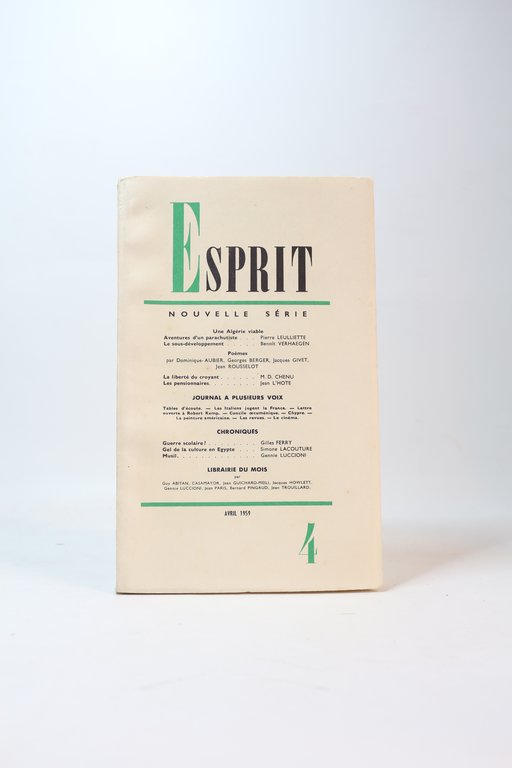 ESPRIT
NOUVELLE SÉRIE
Une Algérie viable
Aventures d'un parachutiste . . . Pierre LEULLIETTE
Le sous-développement . . . . . Benoît VERHAEGEN
Poèmes
par Dominique-AUBIER, Georges BERGER, Jacques GIVET,
Jean ROUSSELOT
La liberté du croyant . . . . . . M. D. CHENU
Les pensionnaires . . . . . . . . Jean L'HOTE
JOURNAL A PLUSIEURS VOIX
Tables d'écoute. — Les Italiens jugent la France. — Lettre
ouverte à Robert Kemp. — Concile œcuménique. — Chypre. —
La peinture américaine. — Les revues. — Le cinéma.
CHRONIQUES
Guerre scolaire ? . . . . . . . . . Gilles FERRY
Gel de la culture en Egypte . . . Simone LACOUTURE
Musil . . . . . . . . . . . . . . Gennie LUCCIONI
LIBRAIRIE DU MOIS
par
Guy ABITAN, CASAMAYOR, Jean GUICHARD-MEILI, Jacques HOWLETT,
Gennie LUCCIONI, Jean PARIS, Bernard PINGAUD, Jean TROUILLARD.
AVRIL 1959
4